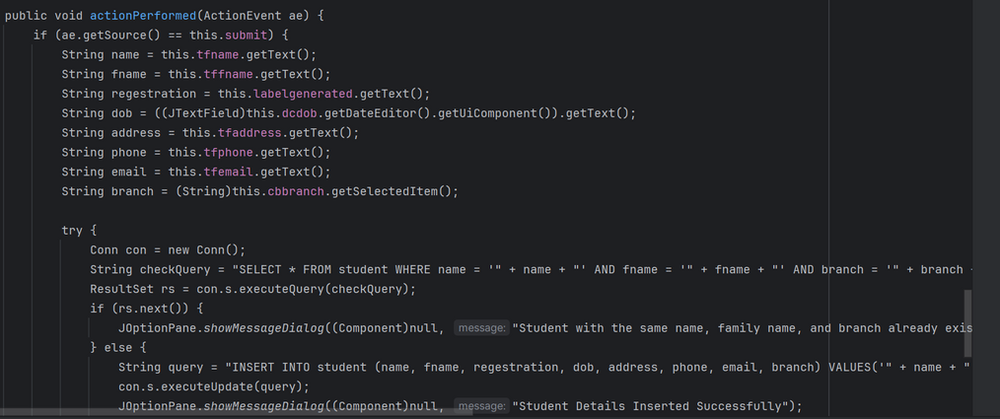 public void actionPerformed(ActionEvent ae) {
if (ae.getSource() == this.submit) {
String name = this.tfname.getText();
String fname = this.tffname.getText();
String regestration = this.labelgenerated.getText();
String dob = ((JTextField)this.dcdob.getDateEditor().getUiComponent()).getText();
String address = this.tfaddress.getText();
String phone = this.tfphone.getText();
String email = this.tfemail.getText();
String branch = (String)this.cbbranch.getSelectedItem();
try {
Conn con = new Conn();
String checkQuery = "SELECT * FROM student WHERE name = '" + name + "' AND fname = '" + fname + "' AND branch = '" + branch
ResultSet rs = con.s.executeQuery(checkQuery);
if (rs.next()) {
JOptionPane.showMessageDialog((Component)null, message: "Student with the same name, family name, and branch already exis
} else {
String query = "INSERT INTO student (name, fname, regestration, dob, address, phone, email, branch) VALUES('" + name + "
con.s.executeUpdate(query);
JOptionPane.showMessageDialog((Component)null, message: "Student Details Inserted Successfully");